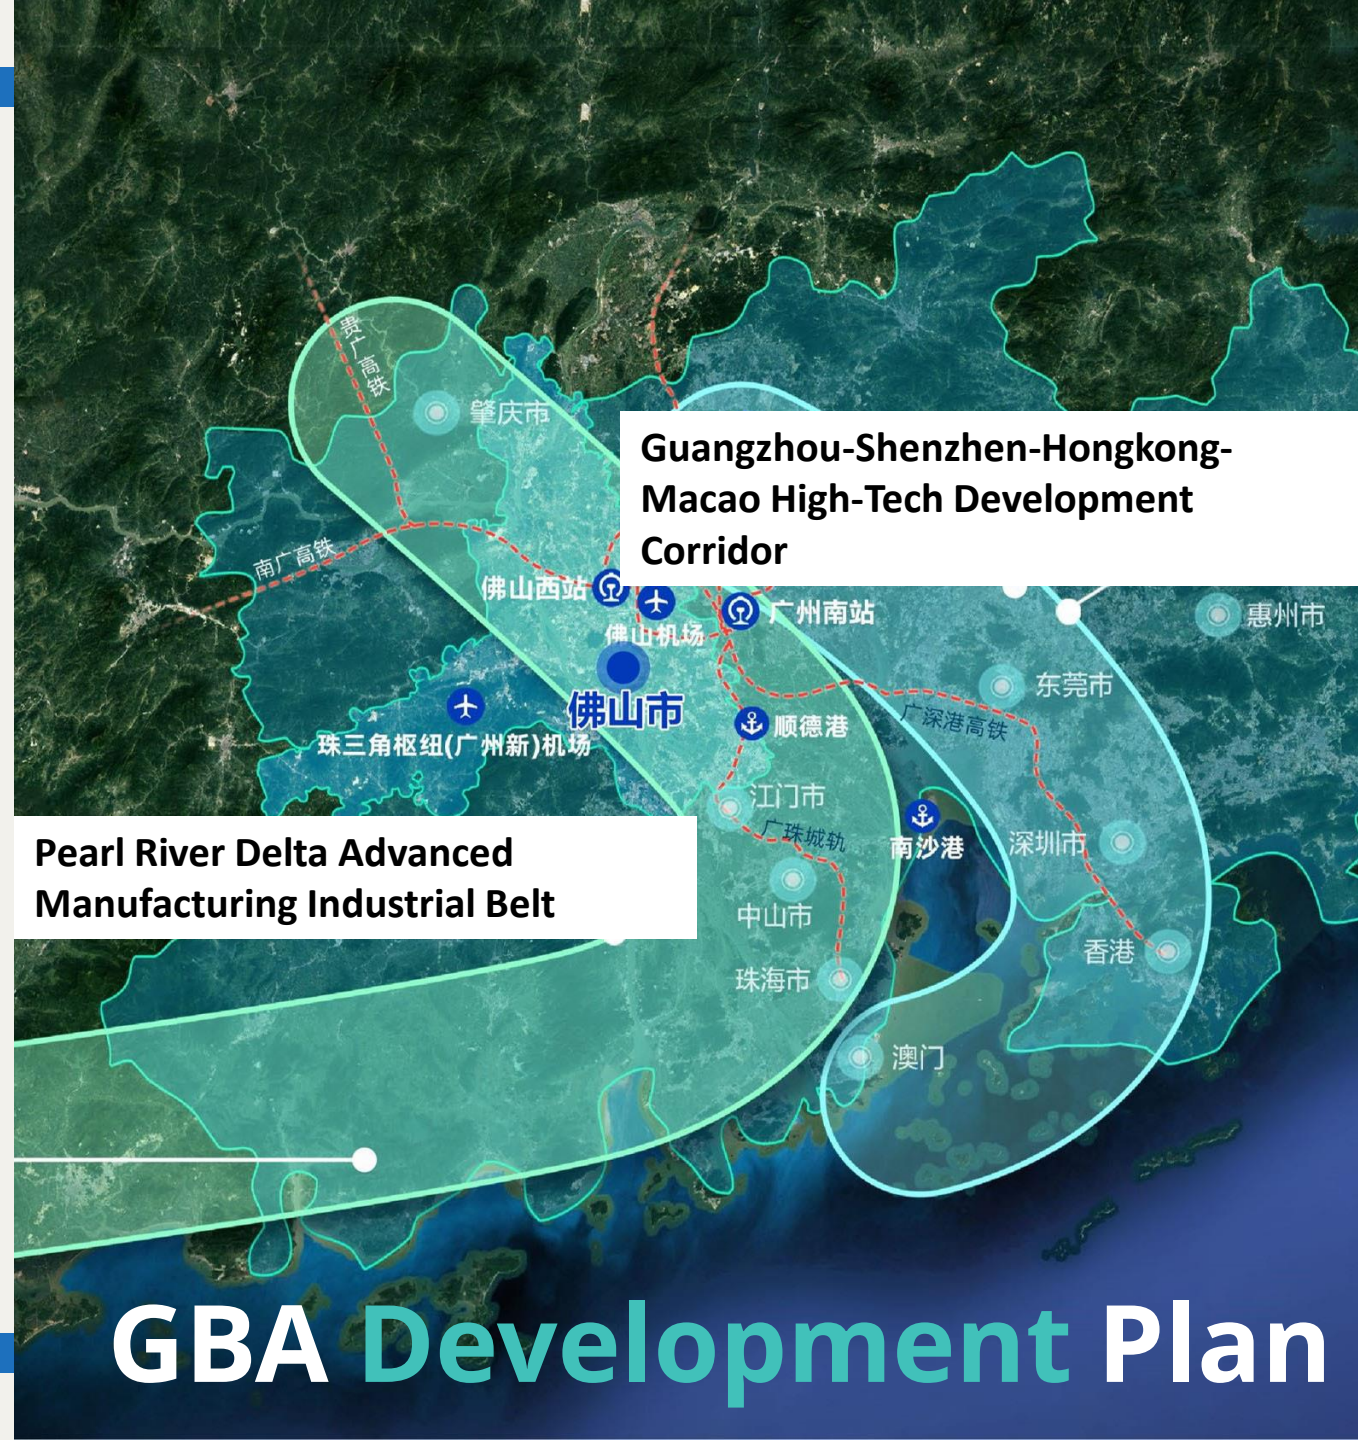 贵广高铁
肇庆市
Guangzhou-Shenzhen-Hongkong-
Macao High-Tech Development
Corridor
南广高铁
佛山西站
佛山机场
广州南站
惠州市
东莞市
佛山市
广深港高铁
顺德港
珠三角枢纽(广州新)机场
江门市
广珠城轨
南沙港
深圳市
Pearl River Delta Advanced
Manufacturing Industrial Belt
中山市
香港
珠海市
澳门
GBA Development Plan